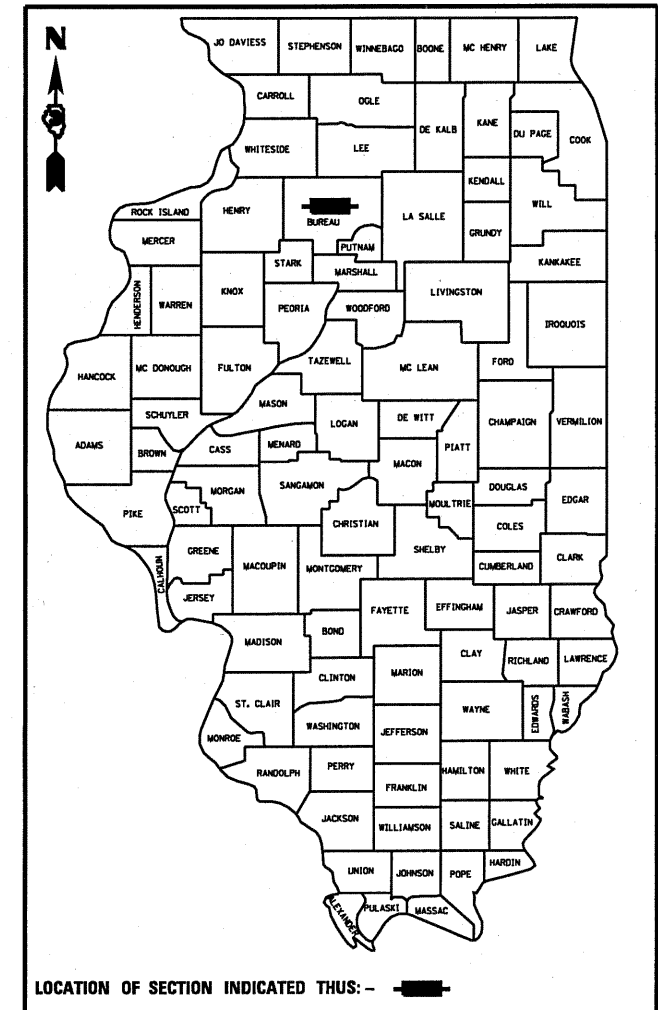 N
JO DAVIESS STEPHENSON WINNEBAGO BOONE MC HENRY LAKE
CARROLL OGLE DE KALB KANE DU PAGE COOK
WHITESIDE LEE
KENDALL WILL
ROCK ISLAND HENRY BUREAU LA SALLE GRUNDY
MERCER PUTNAM KANKAKEE
STARK MARSHALL
HENDERSON WARREN KNOX PEORIA WOODFORD LIVINGSTON IROQUOIS
HANCOCK MC DONOUGH FULTON TAZEWELL MC LEAN FORD
SCHUYLER MASON LOGAN DE WITT CHAMPAIGN VERMILION
ADAMS BROWN CASS MENARD PIATT
MACON
PIKE SCOTT MORGAN SANGAMON MOULTRIE DOUGLAS EDGAR
CHRISTIAN COLES
CALHOUN GREENE MACOUPIN MONTGOMERY SHELBY CUMBERLAND CLARK
JERSEY FAYETTE EFFINGHAM JASPER CRAWFORD
MADISON BOND
CLINTON MARION CLAY RICHLAND LAWRENCE
ST. CLAIR WASHINGTON JEFFERSON WAYNE EDWARDS WABASH
MONROE
RANDOLPH PERRY FRANKLIN HAMILTON WHITE
JACKSON WILLIAMSON SALINE GALLATIN
UNION JOHNSON POPE HARDIN
ALEXANDER PULASKI MASSAC
LOCATION OF SECTION INDICATED THUS: –